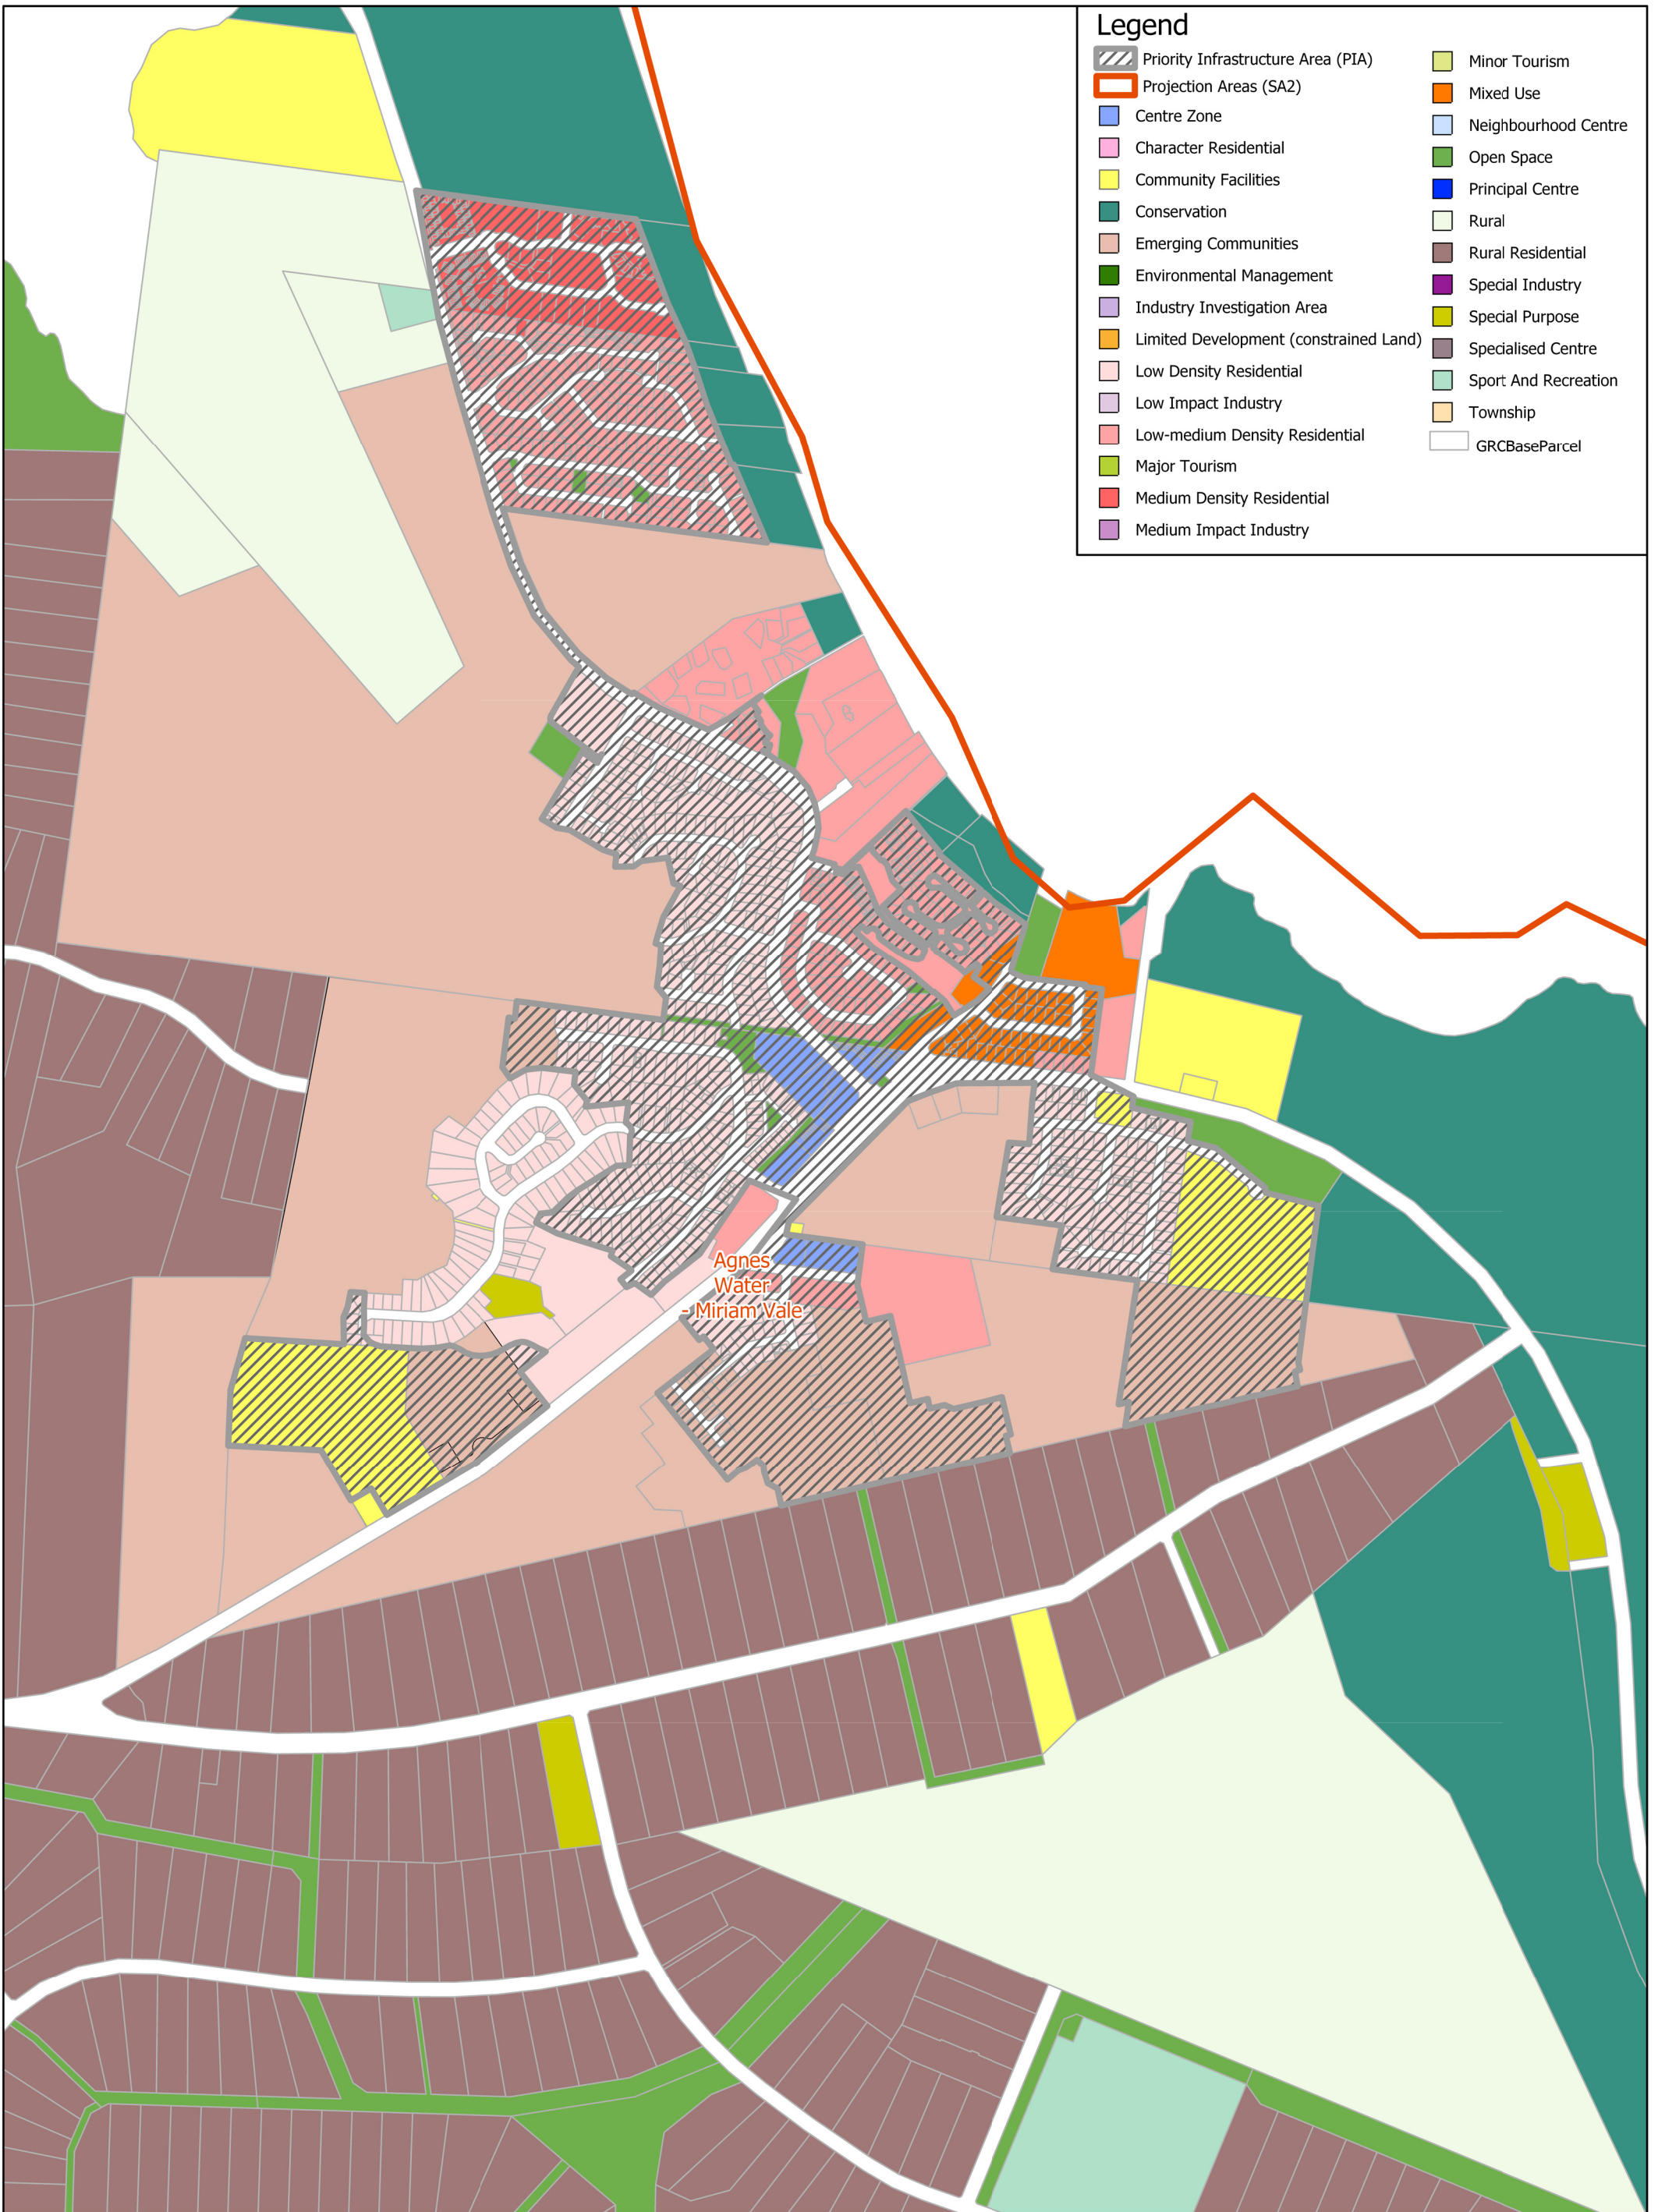 Legend
Priority Infrastructure Area (PIA)
Projection Areas (SA2)
Centre Zone
Character Residential
Community Facilities
Conservation
Emerging Communities
Environmental Management
Industry Investigation Area
Limited Development (constrained Land)
Low Density Residential
Low Impact Industry
Low-medium Density Residential
Major Tourism
Medium Density Residential
Medium Impact Industry
Minor Tourism
Mixed Use
Neighbourhood Centre
Open Space
Principal Centre
Rural
Rural Residential
Special Industry
Special Purpose
Specialised Centre
Sport And Recreation
Township
GRCBaseParcel
Agnes
Water
- Miriam Vale